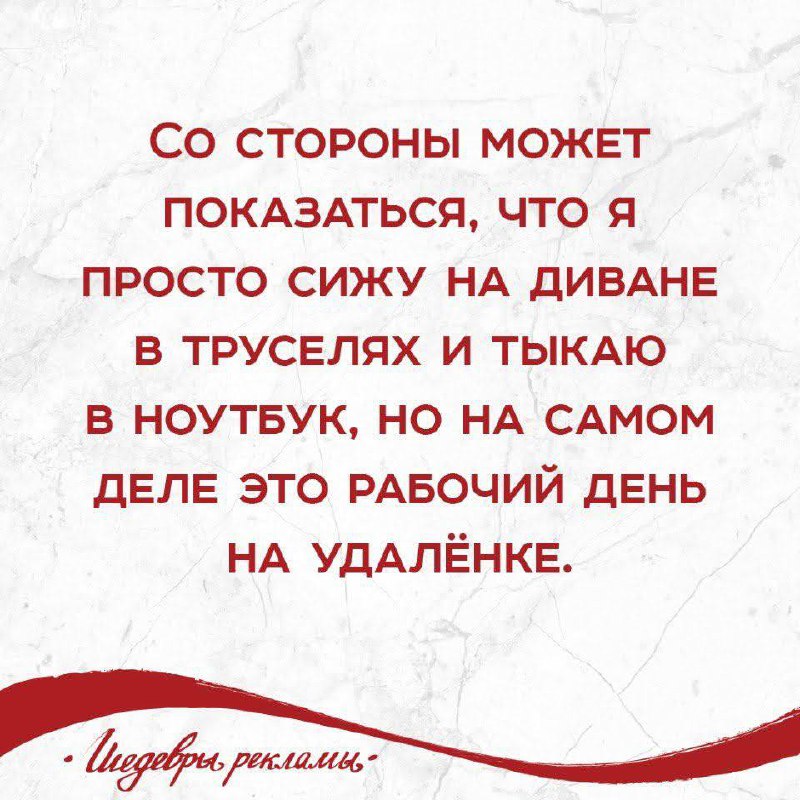 Со стороны может
показаться, что я
просто сижу на диване
в труселях и тыкаю
в ноутбук, но на самом
деле это рабочий день
на удалёнке.
· Шедевры рекламы ·